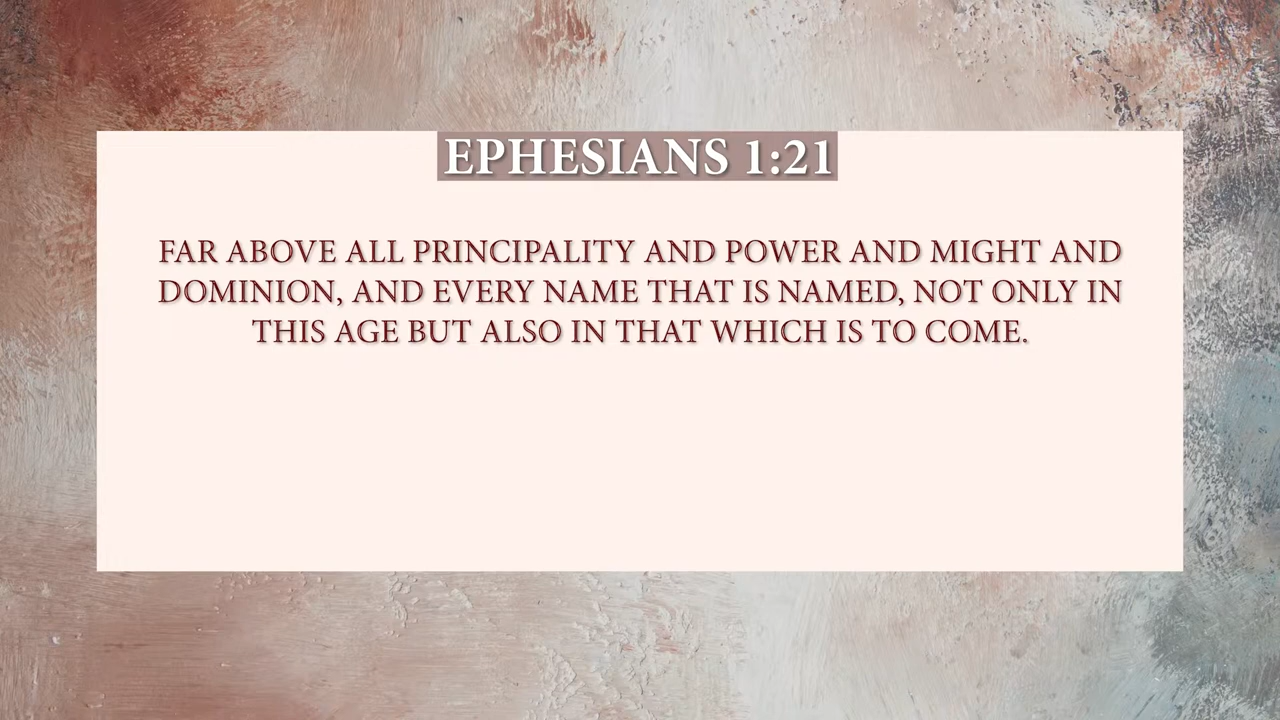 EPHESIANS 1:21
FAR ABOVE ALL PRINCIPALITY AND POWER AND MIGHT AND
DOMINION, AND EVERY NAME THAT IS NAMED, NOT ONLY IN
THIS AGE BUT ALSO IN THAT WHICH IS TO COME.